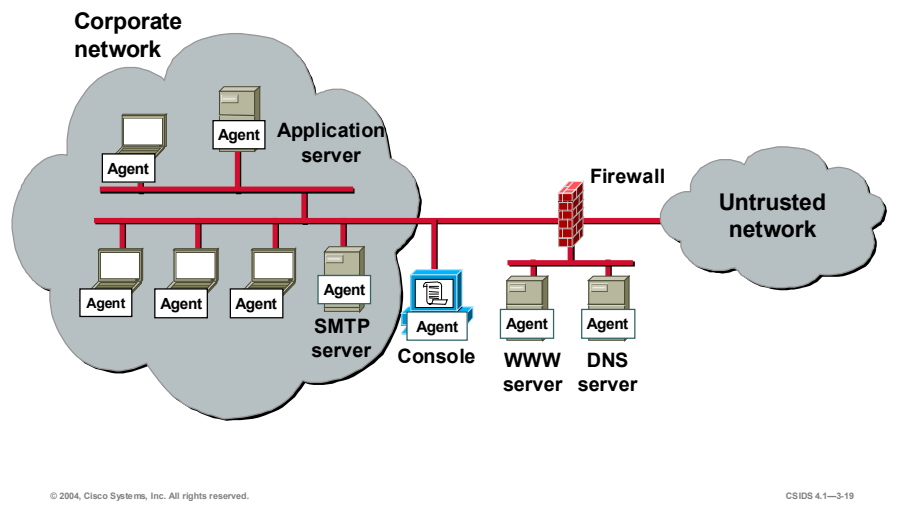 Corporate
network
Agent
Agent
Application
server
Firewall
Untrusted
network
Agent
Agent
Agent
Agent
SMTP
server
Agent
Console
Agent
WWW
server
Agent
DNS
server
© 2004, Cisco Systems, Inc. All rights reserved.
CSIDS 4.1—3-19